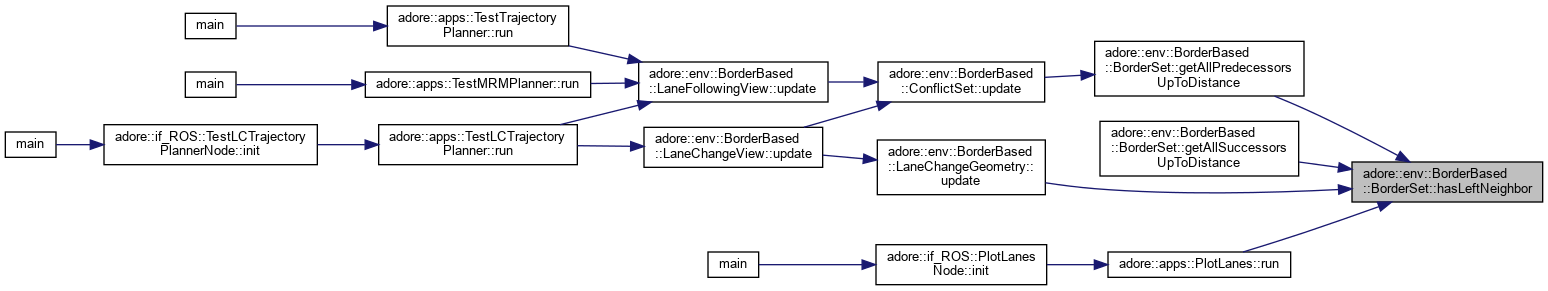 main
adore::apps::TestTrajectory
Planner::run
main
adore::apps::TestMRMPlanner::run
main
adore::if_ROS::TestLCTrajectory
PlannerNode::init
adore::apps::TestLCTrajectory
Planner::run
adore::env::BorderBased
::LaneFollowingView::update
adore::env::BorderBased
::LaneChangeView::update
adore::env::BorderBased
::ConflictSet::update
adore::env::BorderBased
::LaneChangeGeometry::
update
adore::env::BorderBased
::BorderSet::getAllPredecessors
UpToDistance
adore::env::BorderBased
::BorderSet::getAllSuccessors
UpToDistance
adore::env::BorderBased
::BorderSet::hasLeftNeighbor
main
adore::if_ROS::PlotLanes
Node::init
adore::apps::PlotLanes::run